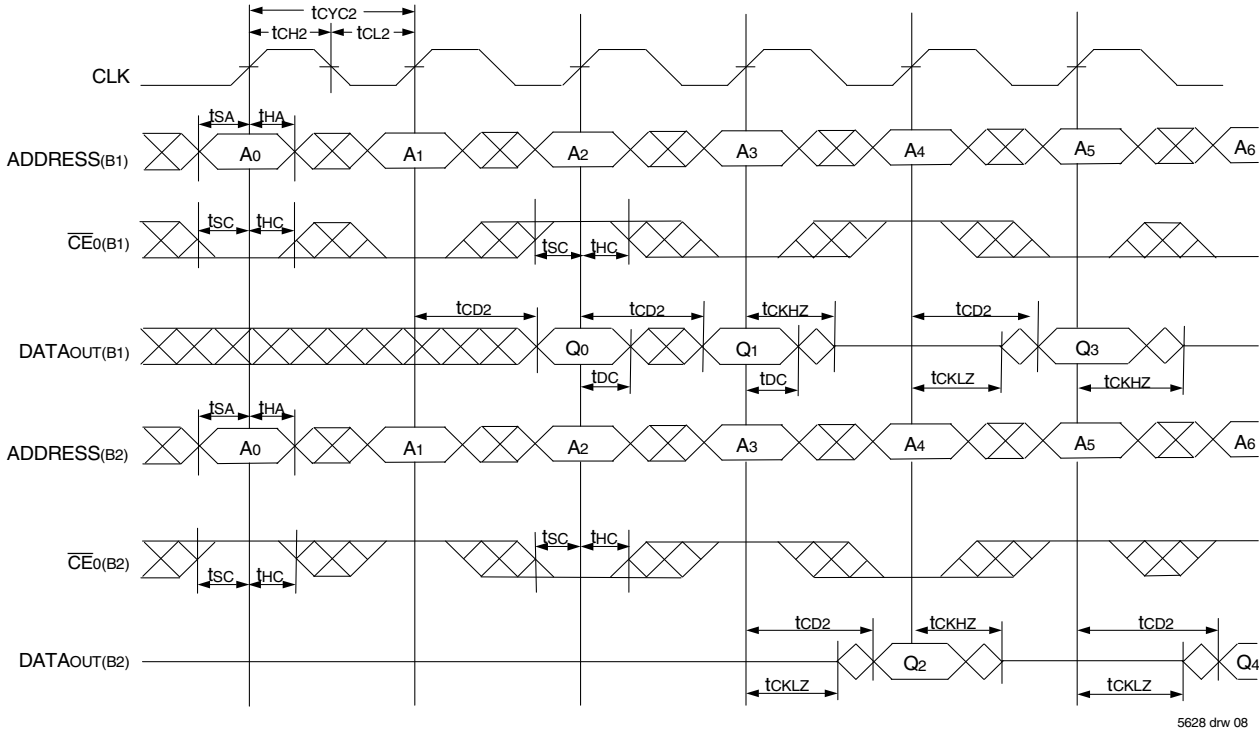 tCYC2
tCH2 tCL2
CLK
tSA tHA
ADDRESS(B1) A0 A1 A2 A3 A4 A5 A6
tSC tHC
CE0(B1)
tSC tHC
tCD2 tCD2 tCKHZ tCD2
DATAOUT(B1) Q0 Q1 Q3
tDC tDC tCKLZ tCKHZ
tSA tHA
ADDRESS(B2) A0 A1 A2 A3 A4 A5 A6
tSC tHC
CE0(B2)
tSC tHC
tCD2 tCKHZ tCD2
DATAOUT(B2) Q2 Q4
tCKLZ tCKLZ
5628 drw 08